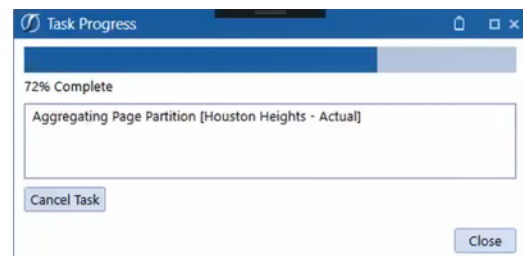 Task Progress
72% Complete
Aggregating Page Partition [Houston Heights - Actual]
Cancel Task
Close